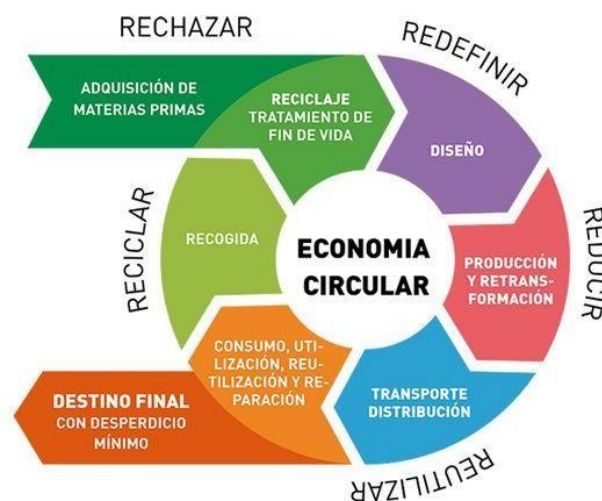 RECHAZAR
REDEFINIR
ADQUISICIÓN DE
MATERIAS PRIMAS
RECICLAJE
TRATAMIENTO DE
FIN DE VIDA
DISEÑO
REDUCIR
PRODUCCIÓN
Y RETRANS-
FORMACIÓN
ECONOMIA
CIRCULAR
RECICLAR
RECOGIDA
CONSUMO, UTI-
LIZACIÓN, REU-
TILIZACIÓN Y RE-
PARACIÓN
TRANSPORTE
DISTRIBUCIÓN
REUTILIZAR
DESTINO FINAL
CON DESPERDICIO
MÍNIMO